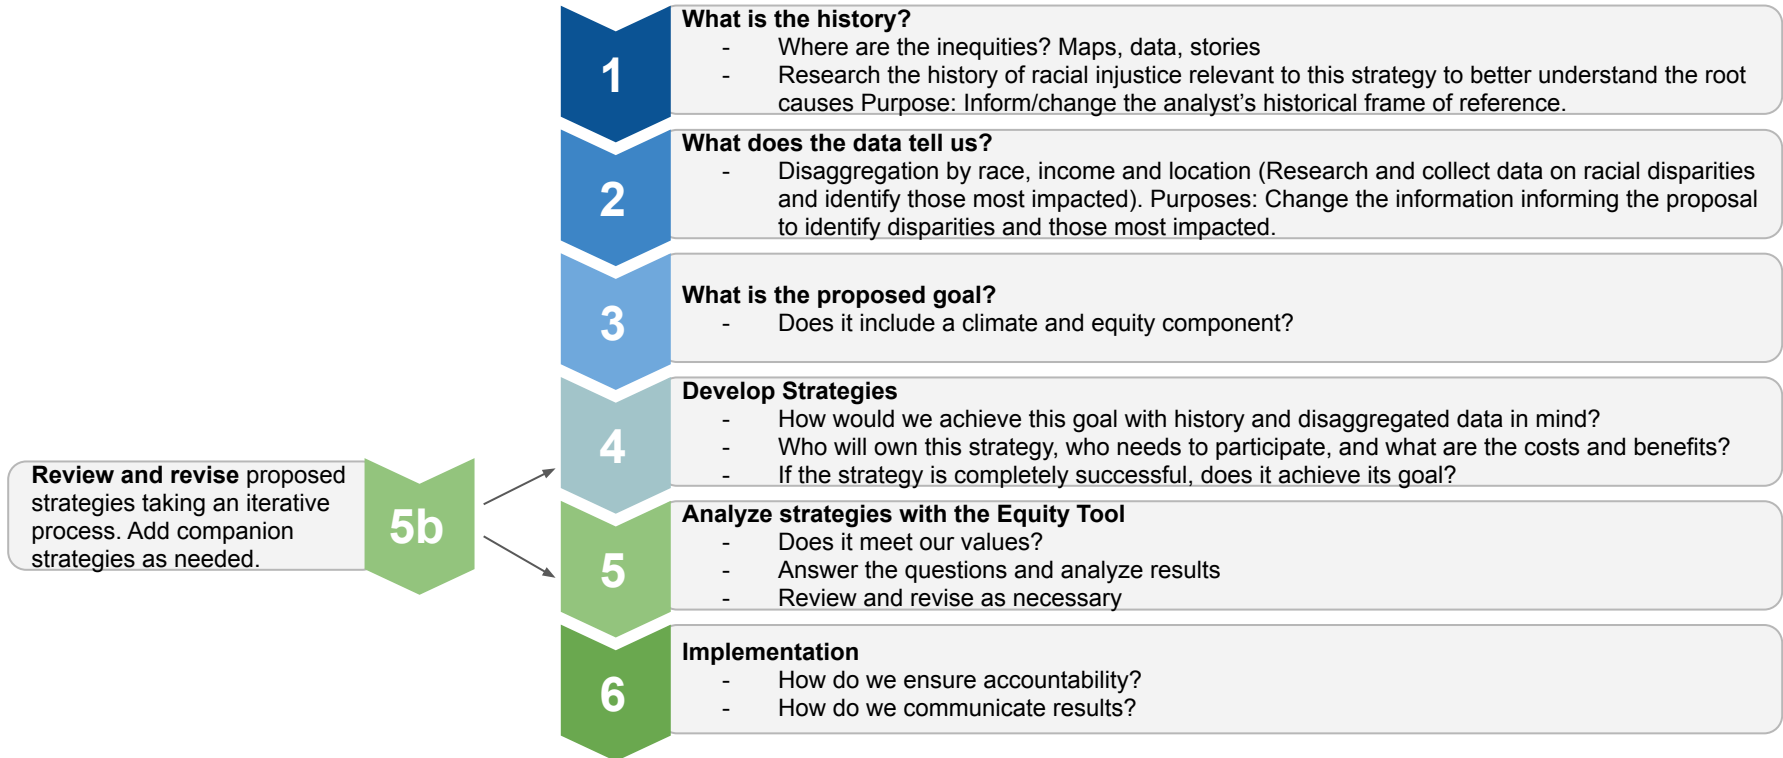 1
What is the history?
- Where are the inequities? Maps, data, stories
- Research the history of racial injustice relevant to this strategy to better understand the root
causes Purpose: Inform/change the analyst's historical frame of reference.
2
What does the data tell us?
- Disaggregation by race, income and location (Research and collect data on racial disparities
and identify those most impacted). Purposes: Change the information informing the proposal
to identify disparities and those most impacted.
3
What is the proposed goal?
- Does it include a climate and equity component?
4
Develop Strategies
- How would we achieve this goal with history and disaggregated data in mind?
- Who will own this strategy, who needs to participate, and what are the costs and benefits?
- If the strategy is completely successful, does it achieve its goal?
5
Analyze strategies with the Equity Tool
- Does it meet our values?
- Answer the questions and analyze results
- Review and revise as necessary
5b
Review and revise proposed
strategies taking an iterative
process. Add companion
strategies as needed.
6
Implementation
- How do we ensure accountability?
- How do we communicate results?